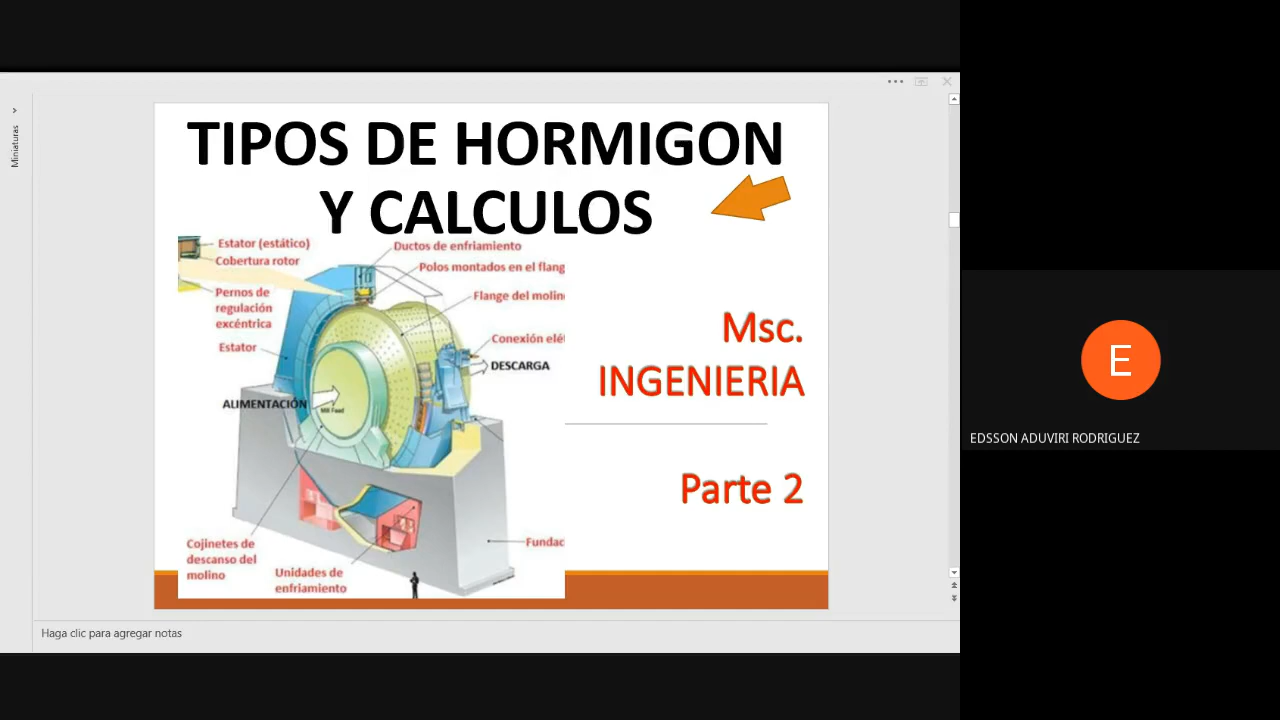 Miniaturas
TIPOS DE HORMIGON
Y CALCULOS
Estator (estático)
Cobertura rotor
Pernos de
regulación
excéntrica
Estator
ALIMENTACIÓN
Mill Feed
Ductos de enfriamiento
Polos montados en el flang
Flange del molin
Conexión elé
DESCARGA
Cojinetes de
descanso del
molino
Unidades de
enfriamiento
Fundac
Msc.
INGENIERIA
Parte 2
Haga clic para agregar notas
E
EDSSON ADUVIRI RODRIGUEZ